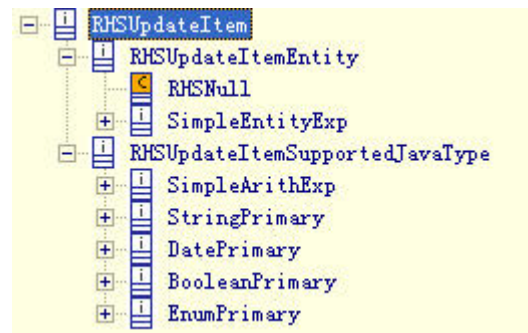 RHSUpdateItem
RHSUpdateItemEntity
RHSNull
SimpleEntityExp
RHSUpdateItemSupportedJavaType
SimpleArithExp
StringPrimary
DatePrimary
BooleanPrimary
EnumPrimary